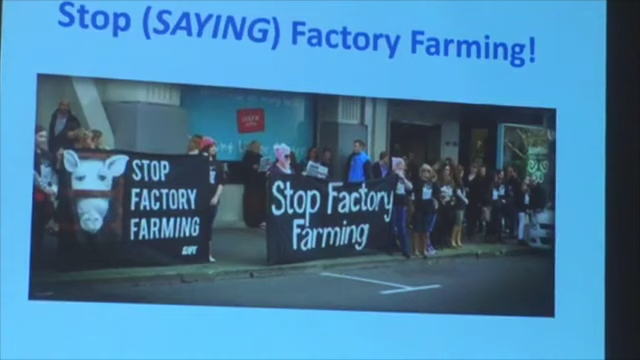 Stop (SAYING) Factory Farming!
STOP
FACTORY
FARMING
Stop Factory
Farming